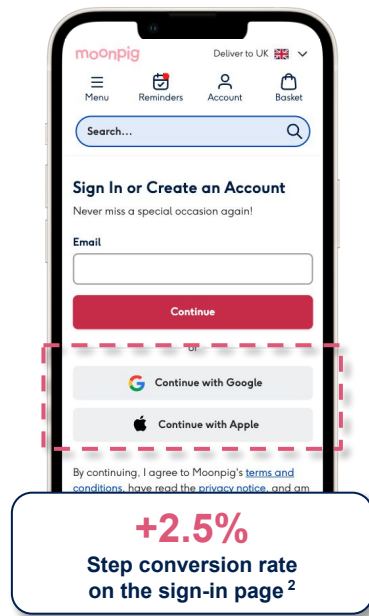 moonpig
Deliver to UK
Menu Reminders Account Basket
Search...
Sign In or Create an Account
Never miss a special occasion again!
Email
Continue
or
Continue with Google
Continue with Apple
By continuing, I agree to Moonpig's terms and
conditions, have read the privacy notice, and am
+2.5%
Step conversion rate
on the sign-in page 2